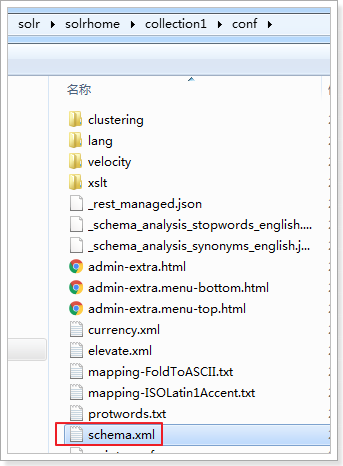 solr ▸ solrhome ▸ collection1 ▸ conf ▸
名称
clustering
lang
velocity
xslt
_rest_managed.json
_schema_analysis_stopwords_english....
_schema_analysis_synonyms_english.j...
admin-extra.html
admin-extra.menu-bottom.html
admin-extra.menu-top.html
currency.xml
elevate.xml
mapping-FoldToASCII.txt
mapping-ISOLatin1Accent.txt
protwords.txt
schema.xml